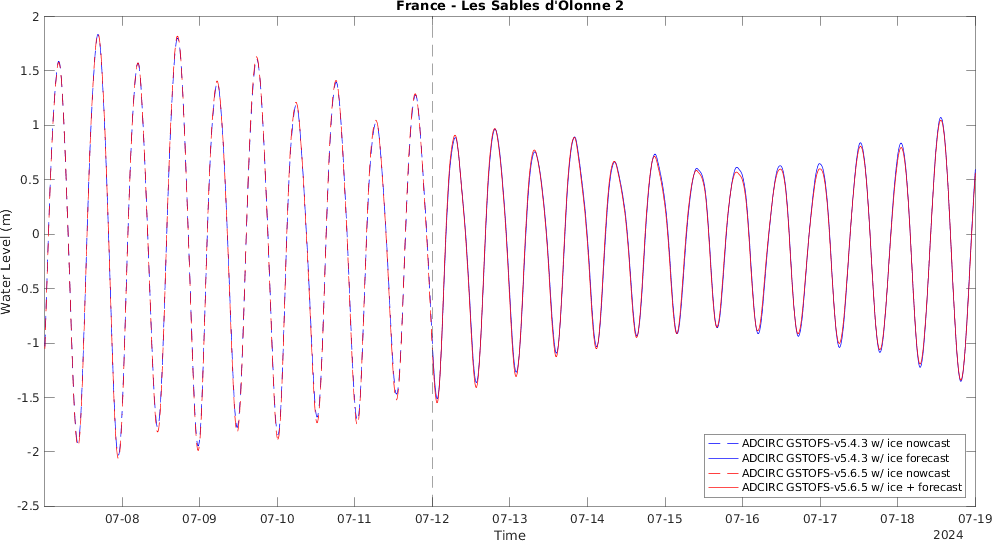 France - Les Sables d'Olonne 2
Water Level (m)
2
1.5
1
0.5
0
-0.5
-1
-1.5
-2
-2.5
07-08 07-09 07-10 07-11 07-12 07-13 07-14 07-15 07-16 07-17 07-18 07-19
Time
2024
ADCIRC GSTOFS-v5.4.3 w/ ice nowcast
ADCIRC GSTOFS-v5.4.3 w/ ice forecast
ADCIRC GSTOFS-v5.6.5 w/ ice nowcast
ADCIRC GSTOFS-v5.6.5 w/ ice + forecast